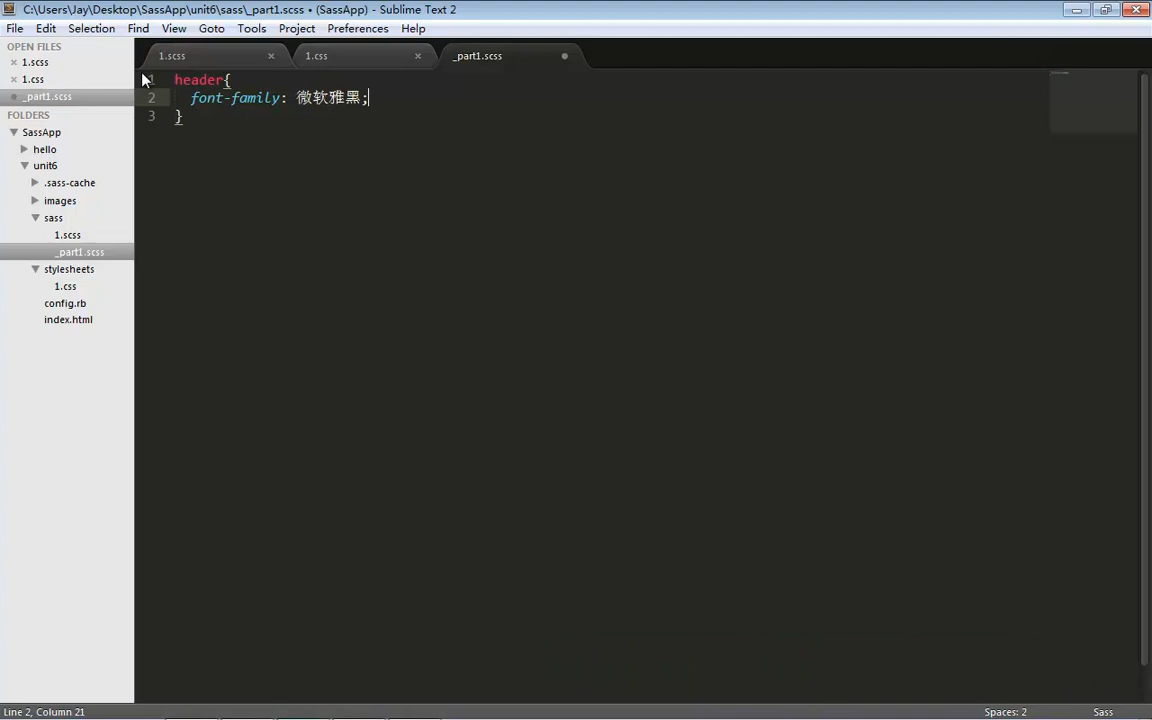 C:\Users\Jay\Desktop\SassApp\unit6\sass\_part1.scss • (SassApp) - Sublime Text 2
File Edit Selection Find View Goto Tools Project Preferences Help
OPEN FILES
1.scss
1.css
_part1.scss
FOLDERS
SassApp
hello
unit6
.sass-cache
images
sass
1.scss
_part1.scss
stylesheets
1.css
config.rb
index.html
1.scss 1.css _part1.scss
1 header{
2 font-family: 微软雅黑;
3 }
Line 2, Column 21 Spaces: 2 Sass